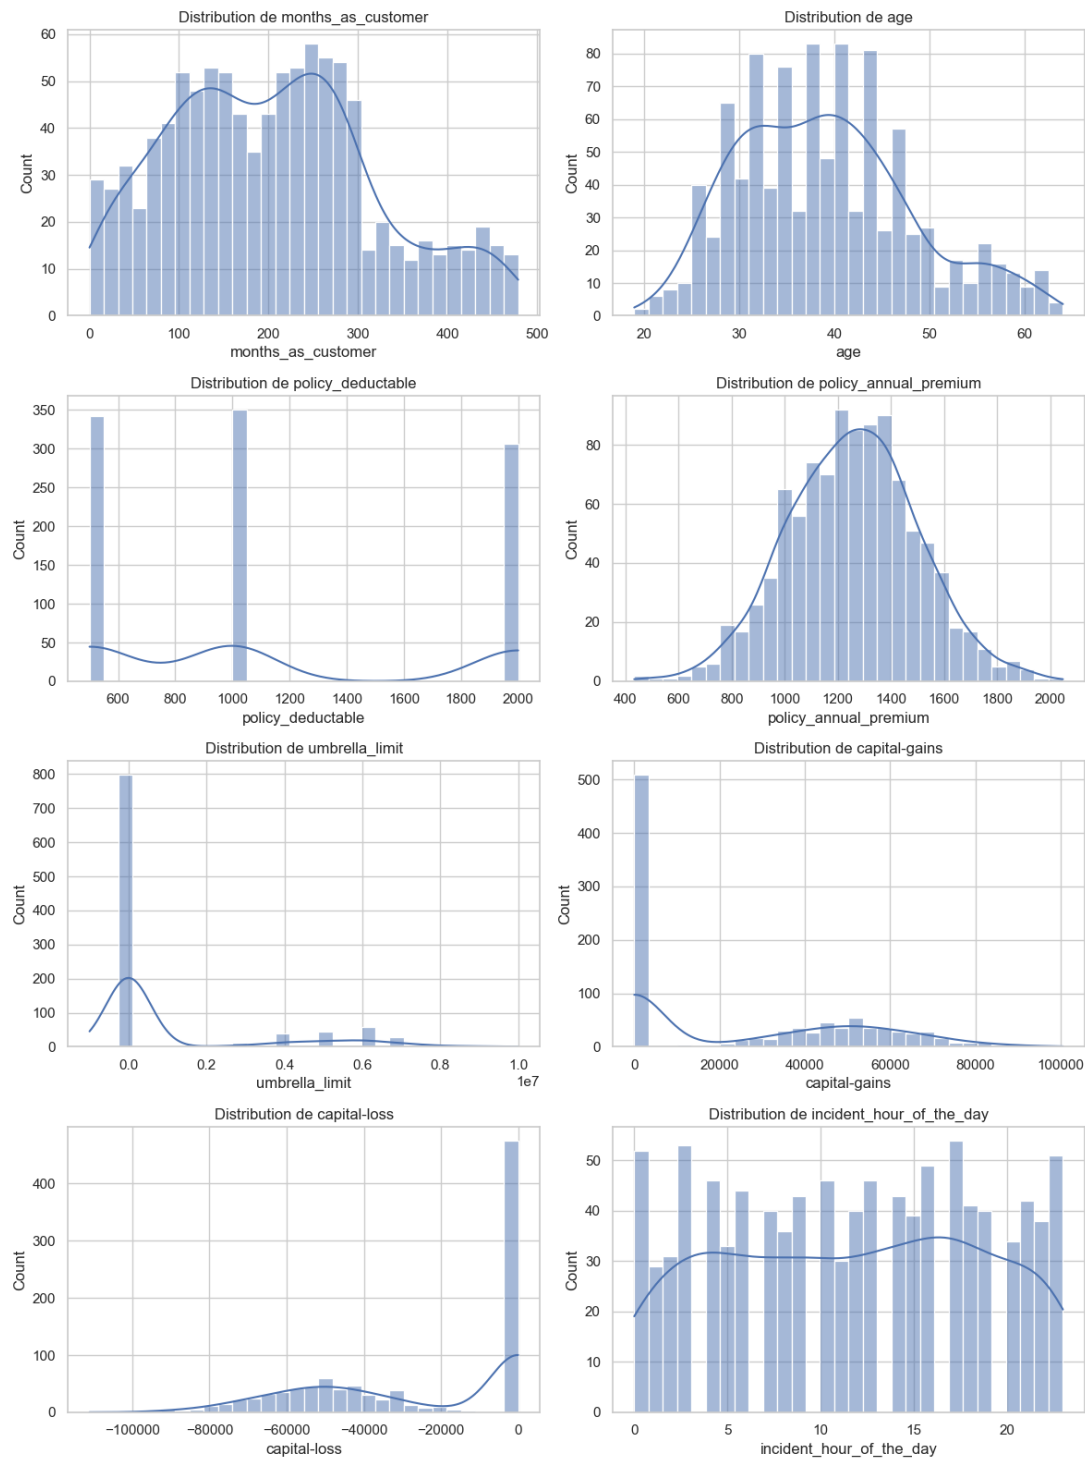 Distribution de months_as_customer
60
50
40
30
20
10
0
Count
0 100 200 300 400 500
months_as_customer
Distribution de age
80
70
60
50
40
30
20
10
0
Count
20 30 40 50 60
age
Distribution de policy_deductable
350
300
250
200
150
100
50
0
Count
600 800 1000 1200 1400 1600 1800 2000
policy_deductable
Distribution de policy_annual_premium
80
60
40
20
0
Count
400 600 800 1000 1200 1400 1600 1800 2000
policy_annual_premium
Distribution de umbrella_limit
800
700
600
500
400
300
200
100
0
Count
0.0 0.2 0.4 0.6 0.8 1.0
1e7
umbrella_limit
Distribution de capital-gains
500
400
300
200
100
0
Count
0 20000 40000 60000 80000 100000
capital-gains
Distribution de capital-loss
400
300
200
100
0
Count
−100000 −80000 −60000 −40000 −20000 0
capital-loss
Distribution de incident_hour_of_the_day
50
40
30
20
10
0
Count
0 5 10 15 20
incident_hour_of_the_day